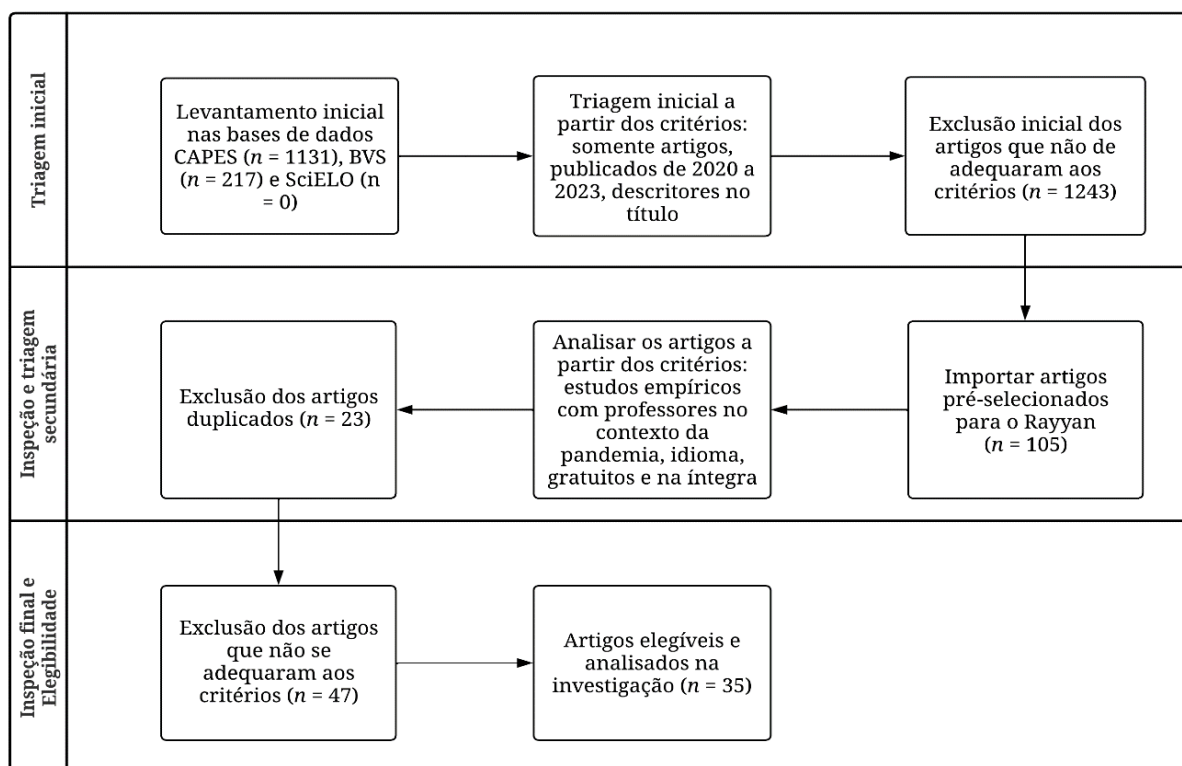 Triagem inicial
Levantamento inicial
nas bases de dados
CAPES (n = 1131), BVS
(n = 217) e SciELO (n
= 0)
Triagem inicial a
partir dos critérios:
somente artigos,
publicados de 2020 a
2023, descritores no
título
Exclusão inicial dos
artigos que não de
adequaram aos
critérios (n = 1243)
Inspeção e triagem
secundária
Importar artigos
pré-selecionados
para o Rayyan
(n = 105)
Analisar os artigos a
partir dos critérios:
estudos empíricos
com professores no
contexto da
pandemia, idioma,
gratuitos e na íntegra
Exclusão dos artigos
duplicados (n = 23)
Inspeção final e
Elegibilidade
Exclusão dos artigos
que não se
adequaram aos
critérios (n = 47)
Artigos elegíveis e
analisados na
investigação (n = 35)